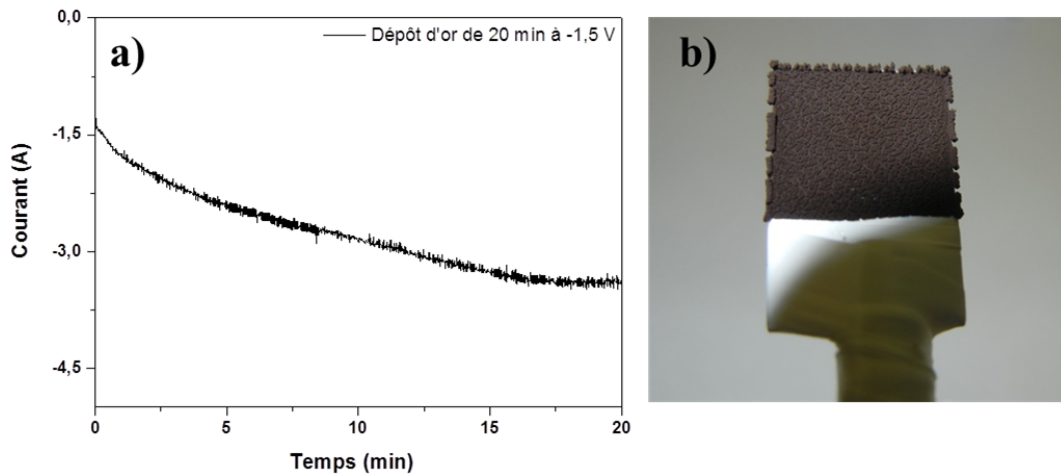 a)
Dépôt d'or de 20 min à -1,5 V
0,0
-1,5
-3,0
-4,5
Courant (A)
0 5 10 15 20
Temps (min)
b)